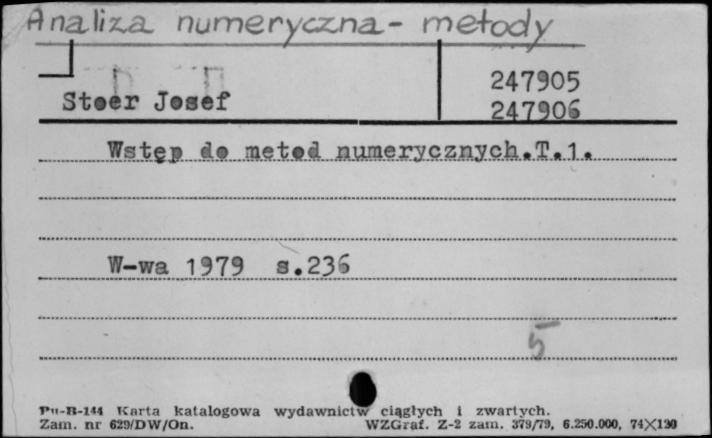 Analiza numeryczna - metody
247905
Stoer Josef
247906
Wstęp do metod numerycznych.T.1.
W-wa 1979 s.236
5
Pu-B-144 Karta katalogowa wydawnictw ciągłych i zwartych.
Zam. nr 629/DW/On. WZGraf. Z-2 zam. 379/79, 6.250.000, 74X120